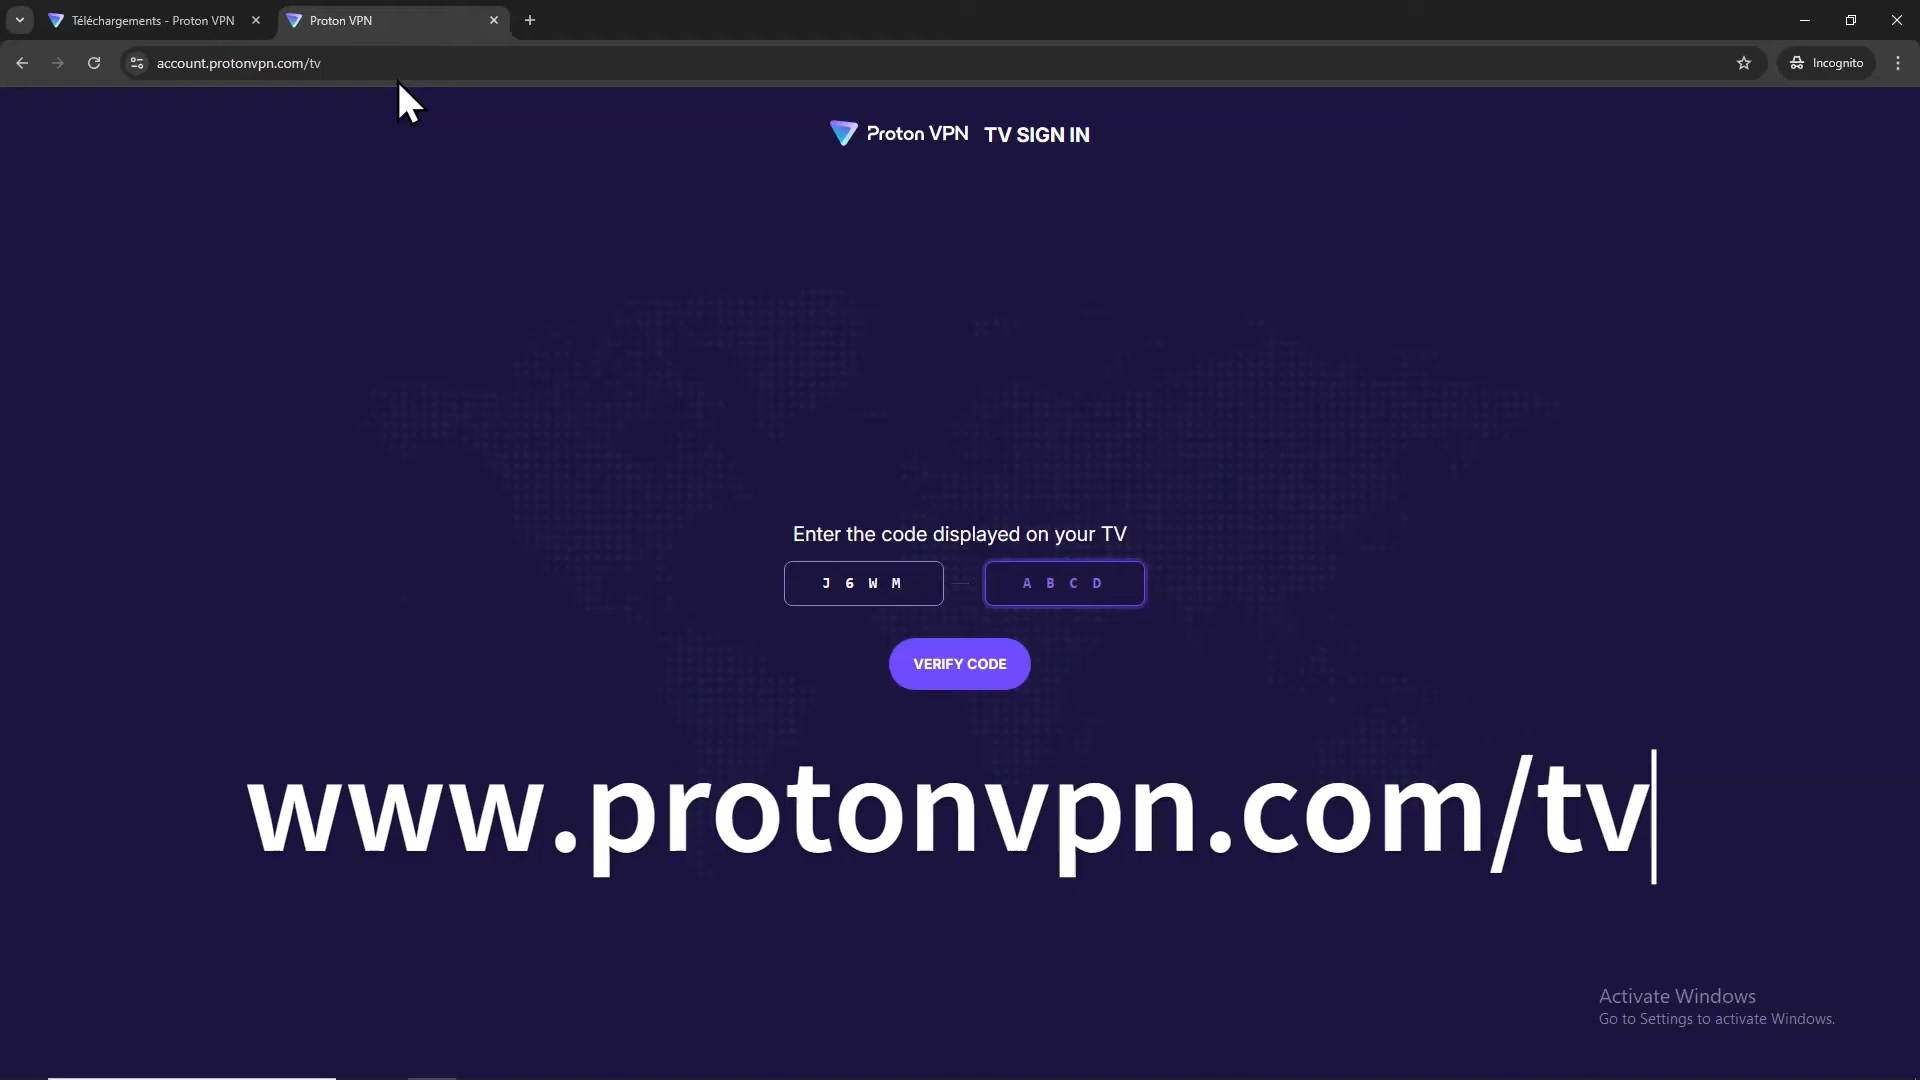 Téléchargements - Proton VPN
Proton VPN
account.protonvpn.com/tv
Incognito
Proton VPN TV SIGN IN
Enter the code displayed on your TV
J 6 W M — A B C D
VERIFY CODE
www.protonvpn.com/tv
Activate Windows
Go to Settings to activate Windows.